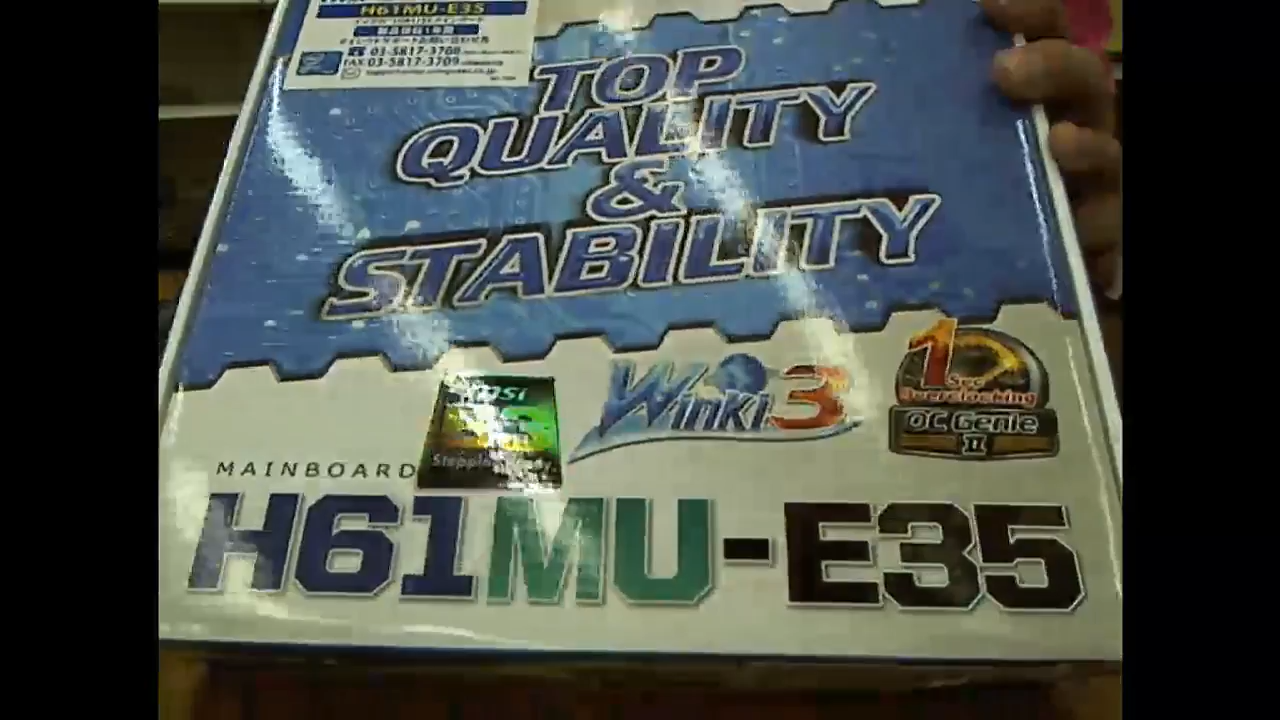 H61MU-E35
03-5817-3708
FAX 03-5817-3709
TOP
QUALITY
&
STABILITY
1 Sec
Overclocking
OC Genie
II
Winki 3
msi
MAINBOARD
H61MU-E35